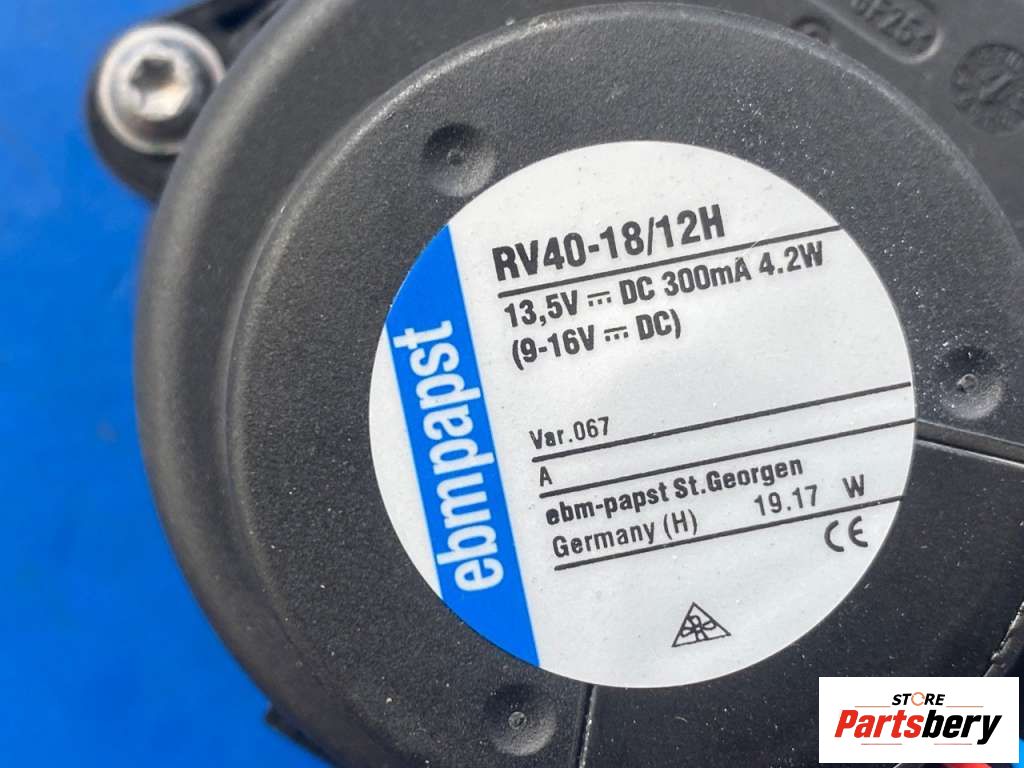 RV40-18/12H
13,5V ⎓ DC 300mA 4.2W
(9-16V ⎓ DC)
Var.067
A
ebm-papst St.Georgen
Germany (H) 19.17 W
CE
ebmpapst
STORE
Partsbery